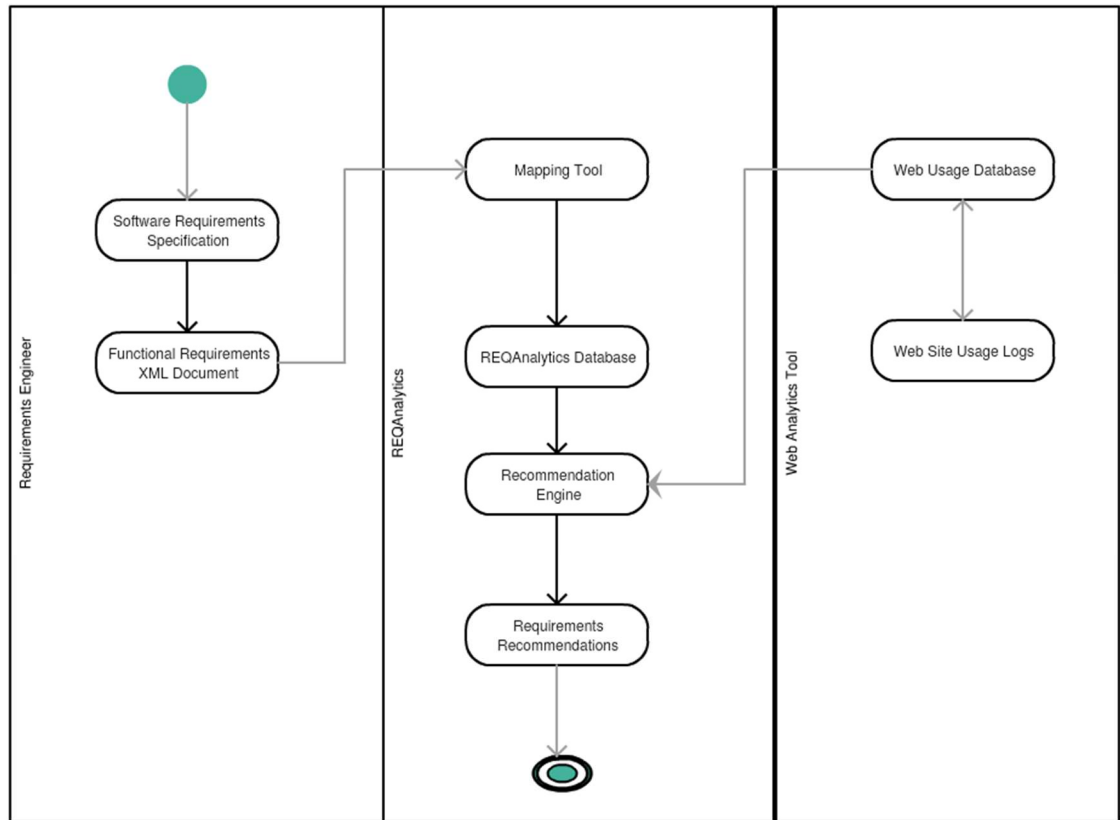 Requirements Engineer
Software Requirements
Specification
Functional Requirements
XML Document
REQAnalytics
Mapping Tool
REQAnalytics Database
Recommendation
Engine
Requirements
Recommendations
Web Analytics Tool
Web Usage Database
Web Site Usage Logs